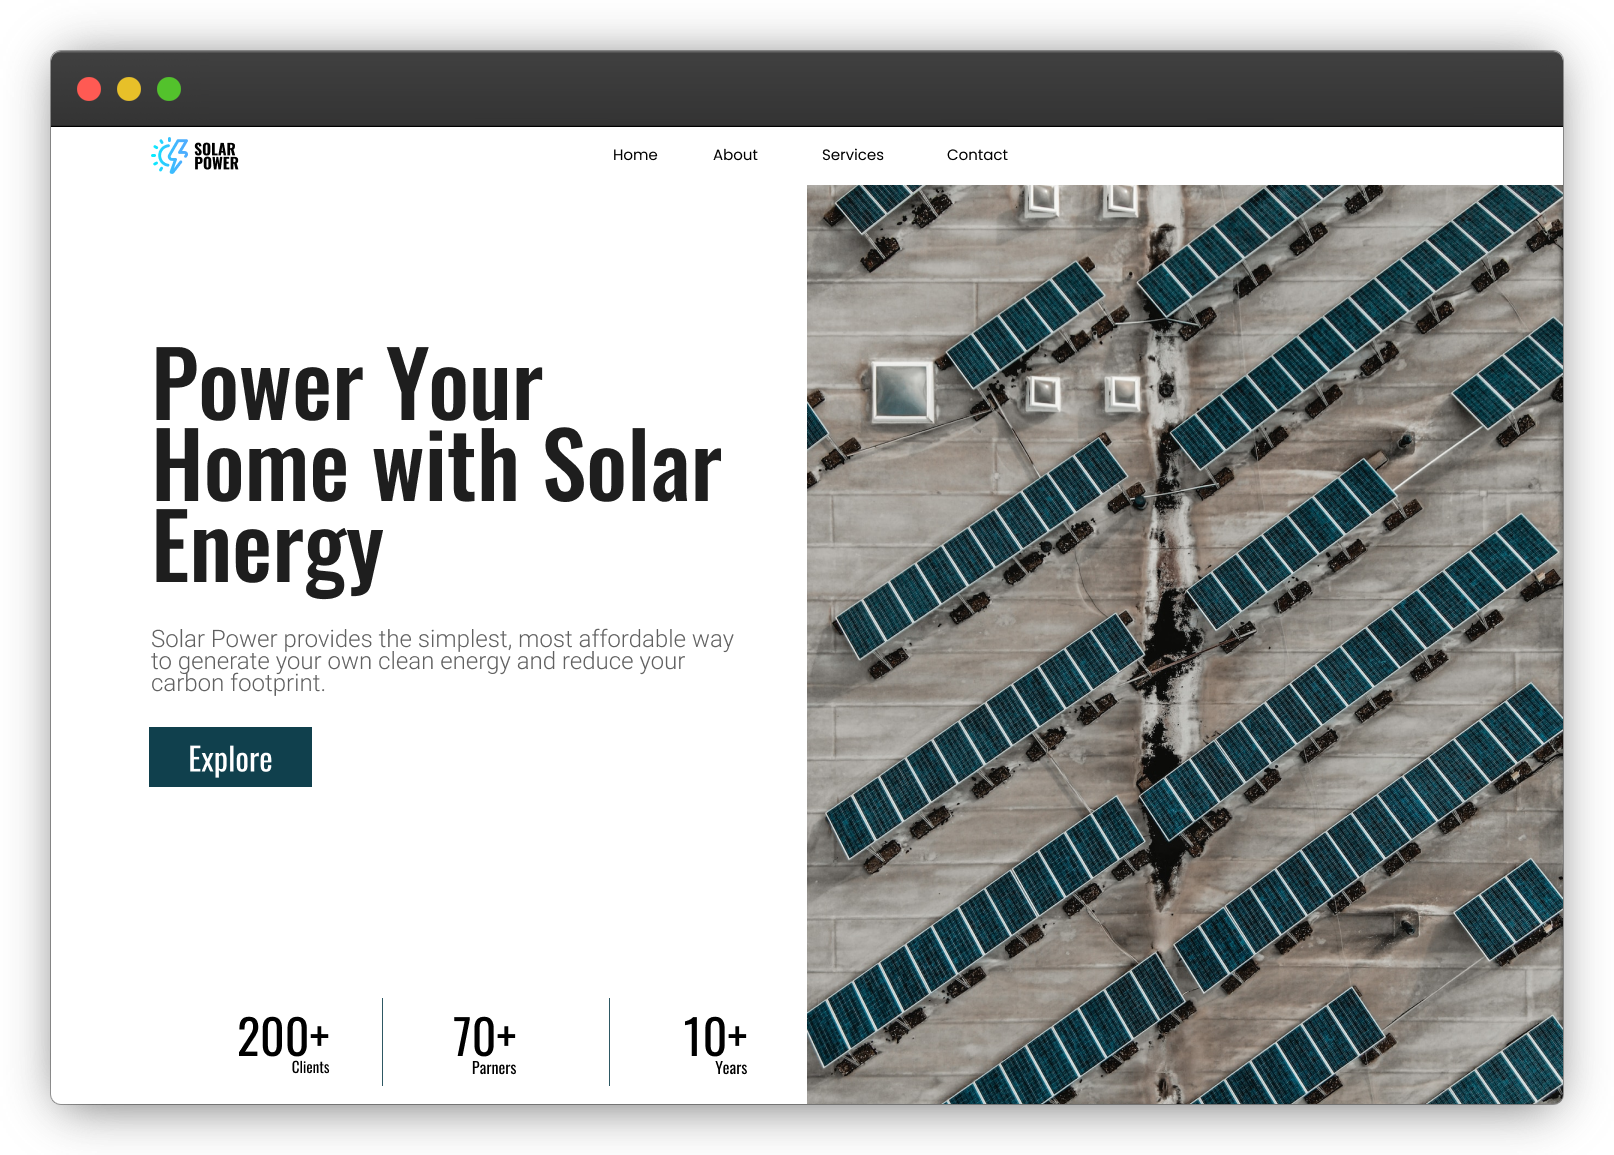 SOLAR
POWER
Home About Services Contact
Power Your
Home with Solar
Energy
Solar Power provides the simplest, most affordable way
to generate your own clean energy and reduce your
carbon footprint.
Explore
200+ 70+ 10+
Clients Parners Years